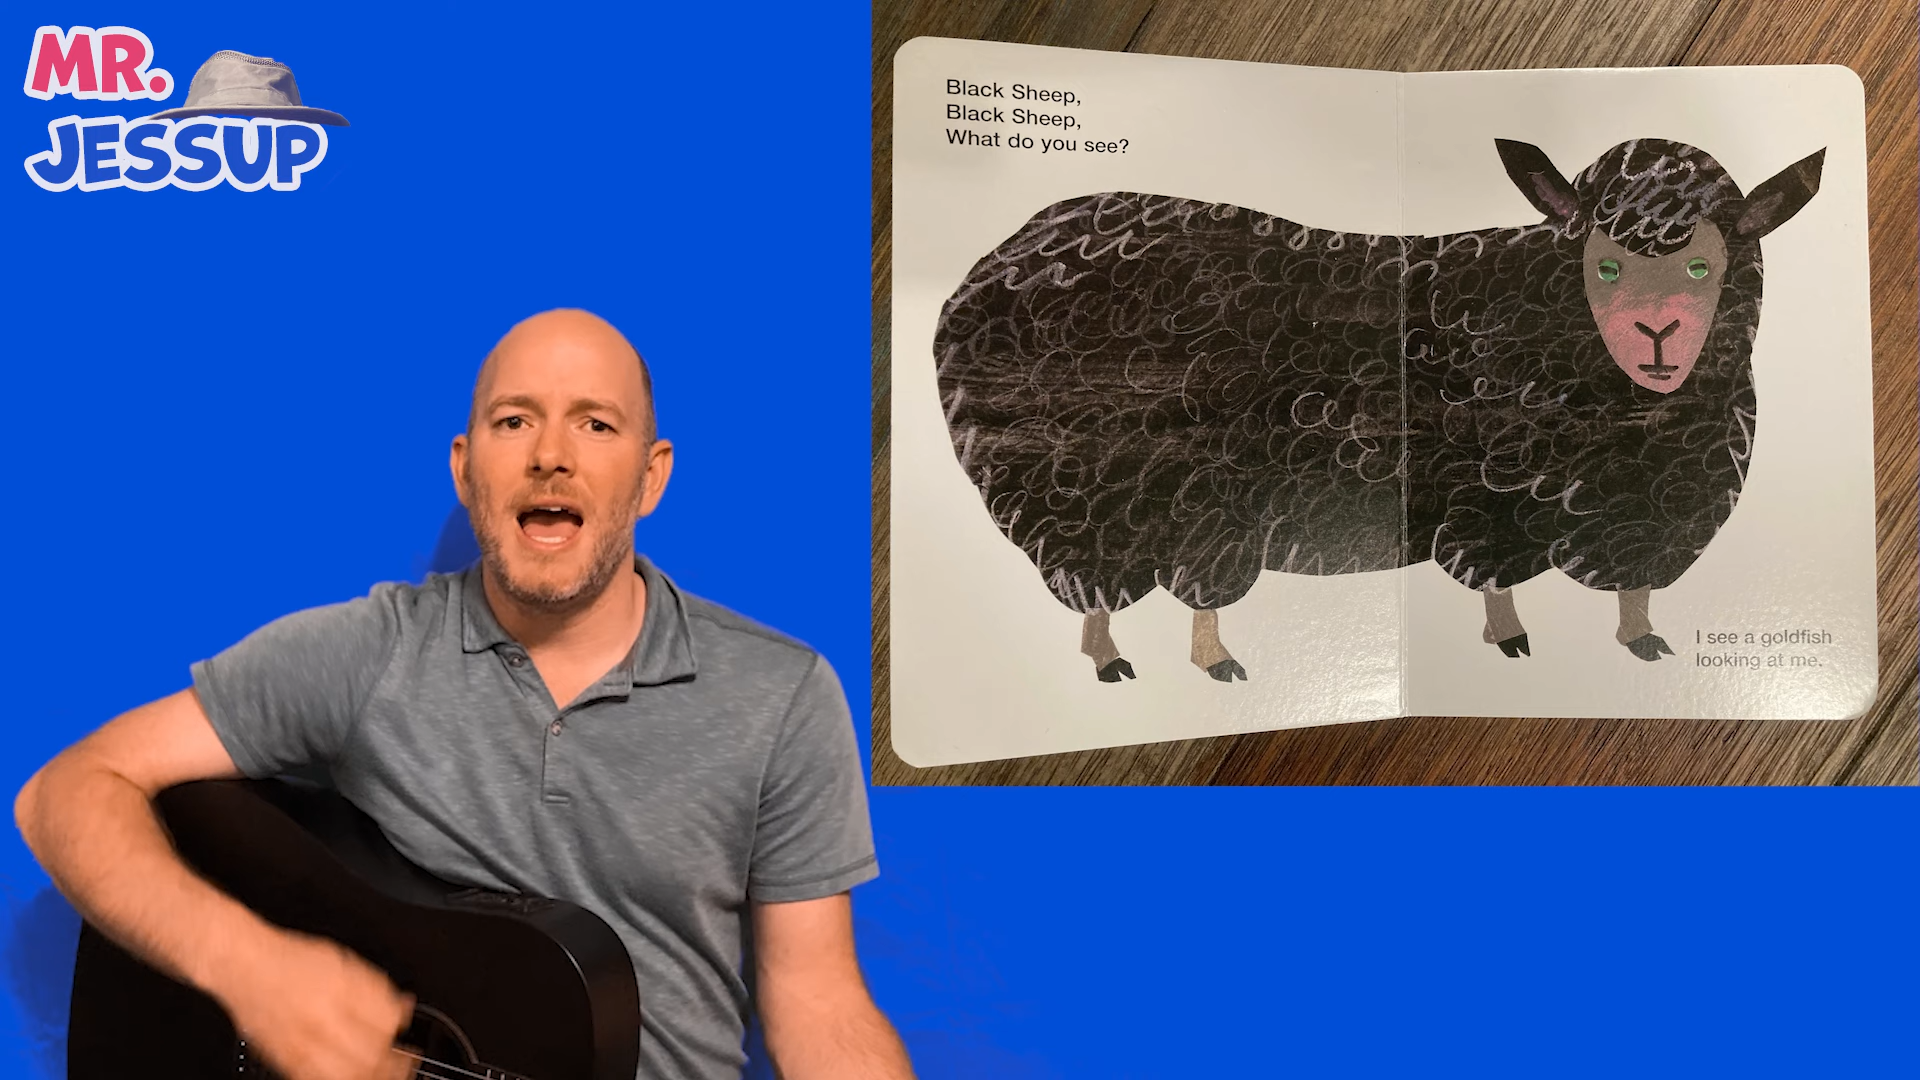 MR.
JESSUP
Black Sheep,
Black Sheep,
What do you see?
I see a goldfish
looking at me.